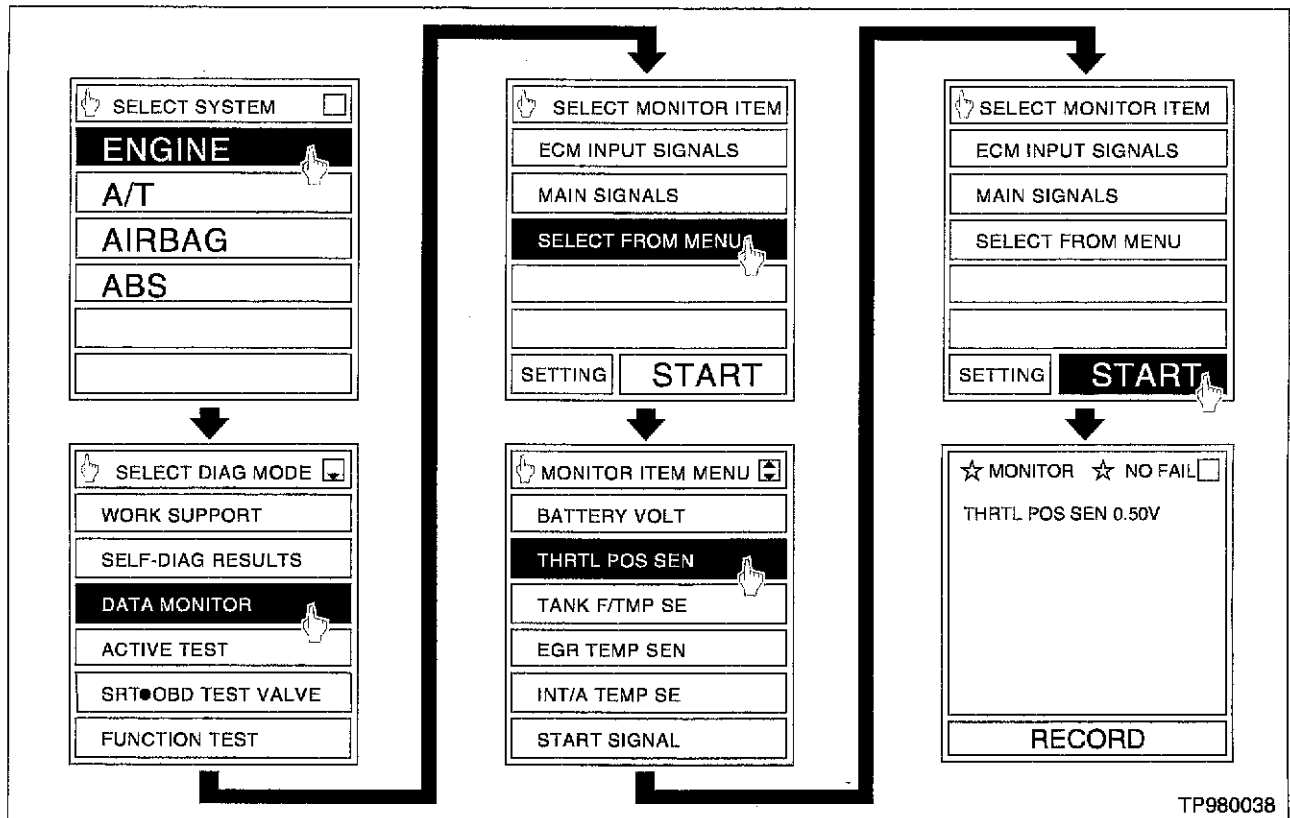 SELECT SYSTEM
ENGINE
A/T
AIRBAG
ABS
SELECT DIAG MODE
WORK SUPPORT
SELF-DIAG RESULTS
DATA MONITOR
ACTIVE TEST
SRT●OBD TEST VALVE
FUNCTION TEST
SELECT MONITOR ITEM
ECM INPUT SIGNALS
MAIN SIGNALS
SELECT FROM MENU
SETTING START
MONITOR ITEM MENU
BATTERY VOLT
THRTL POS SEN
TANK F/TMP SE
EGR TEMP SEN
INT/A TEMP SE
START SIGNAL
SELECT MONITOR ITEM
ECM INPUT SIGNALS
MAIN SIGNALS
SELECT FROM MENU
SETTING START
☆ MONITOR ☆ NO FAIL
THRTL POS SEN 0.50V
RECORD
TP980038